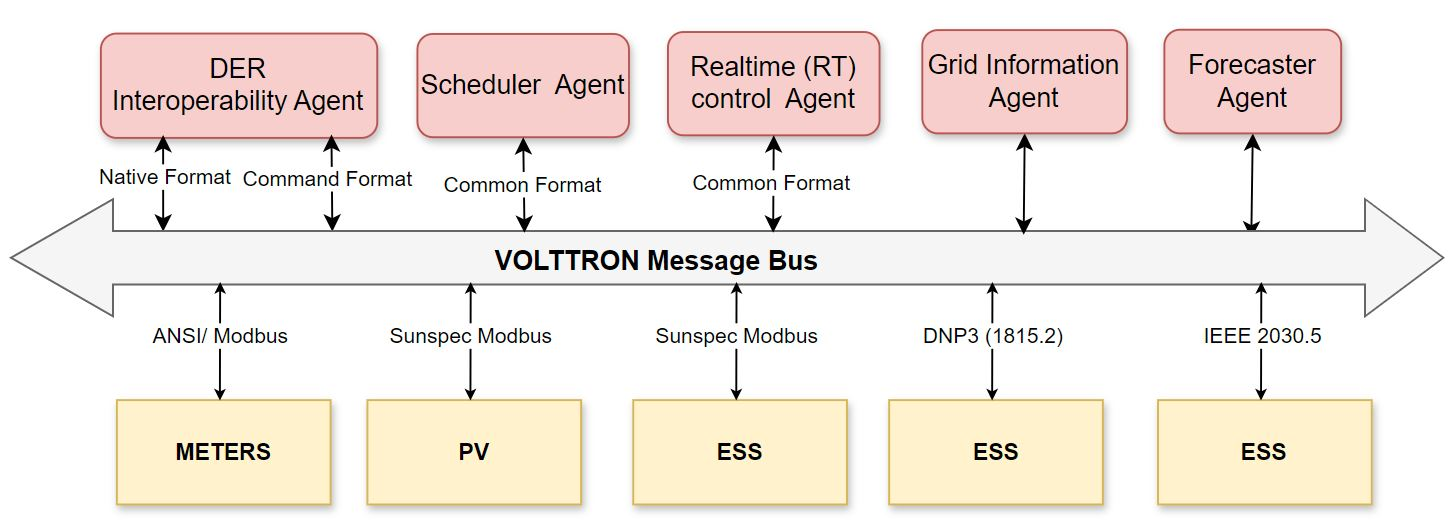 DER
Interoperability Agent
Scheduler Agent
Realtime (RT)
control Agent
Grid Information
Agent
Forecaster
Agent
Native Format
Command Format
Common Format
Common Format
VOLTTRON Message Bus
ANSI/ Modbus
Sunspec Modbus
Sunspec Modbus
DNP3 (1815.2)
IEEE 2030.5
METERS
PV
ESS
ESS
ESS